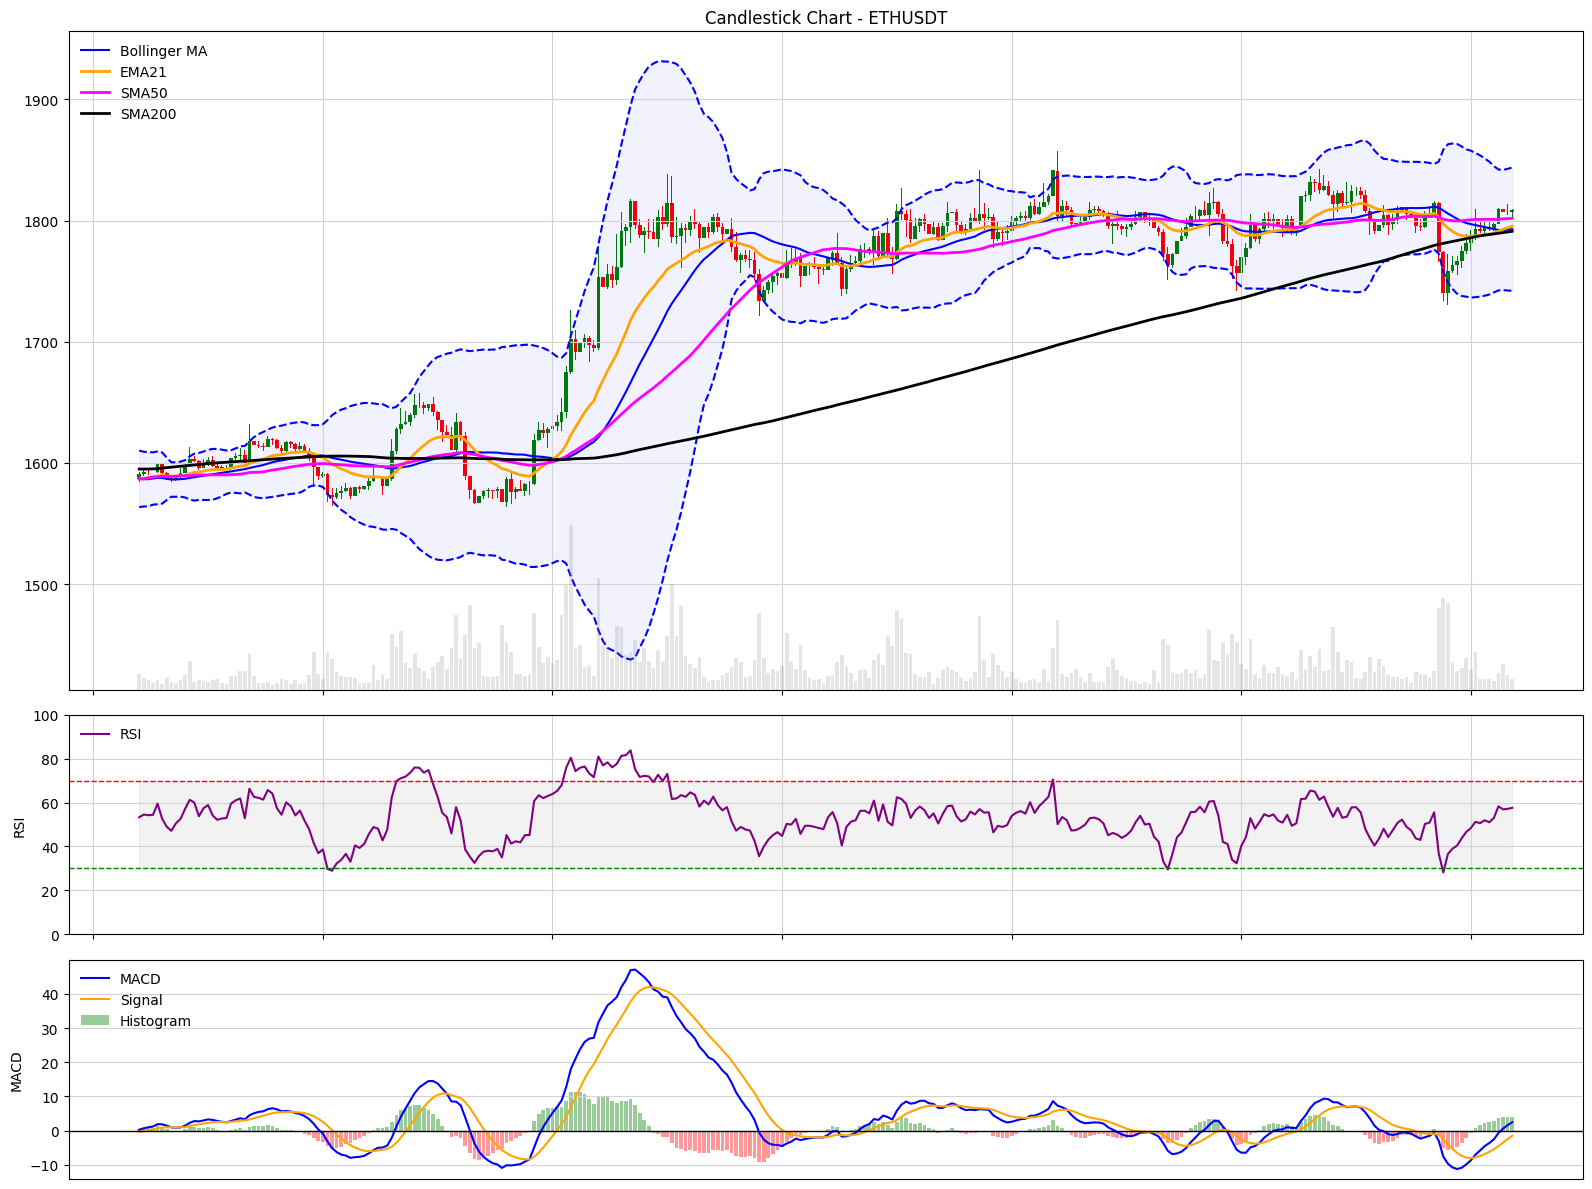 Candlestick Chart - ETHUSDT
Bollinger MA
EMA21
SMA50
SMA200
1900
1800
1700
1600
1500
RSI
100
80
60
40
20
0
RSI
MACD
Signal
Histogram
40
30
20
10
0
−10
MACD